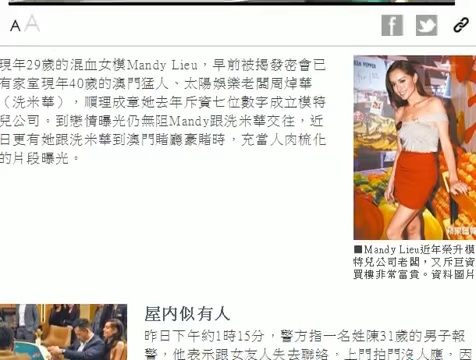 A A
現年29歲的混血女模Mandy Lieu，早前被揭發密會已
有家室現年40歲的澳門猛人、太陽娛樂老闆周焯華
（洗米華），順理成章她去年斥資七位數字成立模特
兒公司。到戀情曝光仍無阻Mandy跟洗米華交往，近
日更有她跟洗米華到澳門賭廳豪賭時，充當人肉梳化
的片段曝光。
蘋果日報
■Mandy Lieu近年榮升模
特兒公司老闆，又斥巨資
買樓非常富貴。資料圖片
屋内似有人
昨日下午約1時15分，警方指一名姓陳31歲的男子報
警，他表示跟女友人失去聯絡，上門拍門沒人應，